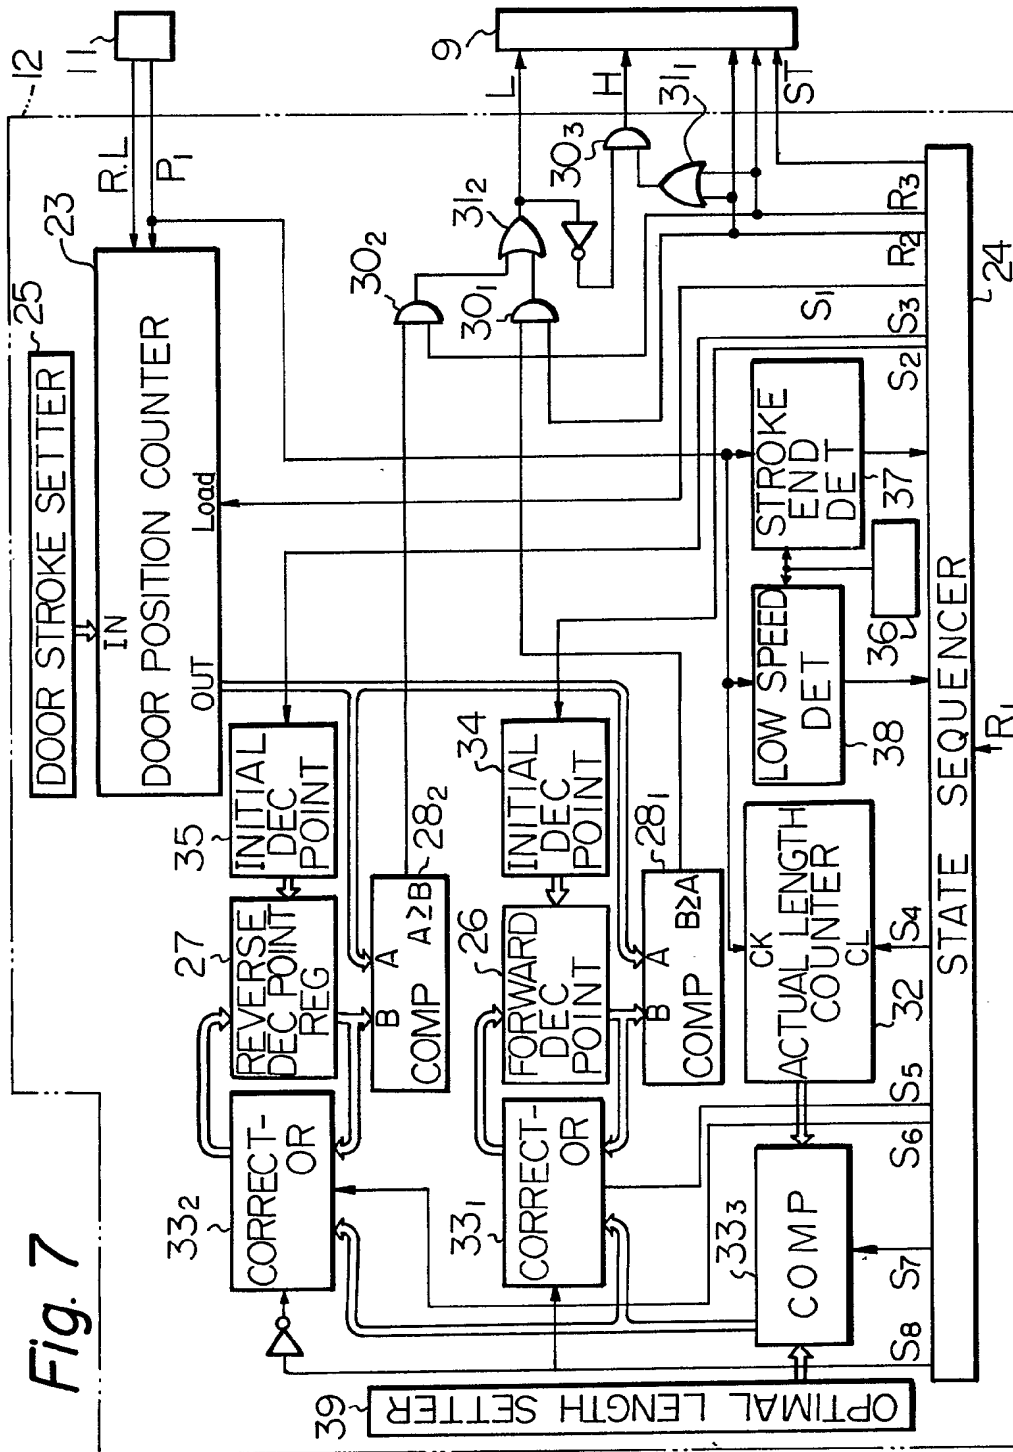 Fig. 7
12
11
R.L
P1
23
25
DOOR STROKE SETTER
IN
DOOR POSITION COUNTER
OUT
Load
9
L
H
ST
31₁
30₃
31₂
30₂
30₁
35
INITIAL
DEC
POINT
27
REVERSE
DEC POINT
REG
33₂
CORRECT-
OR
B
A
COMP
A≥B
28₂
34
INITIAL
DEC
POINT
26
FORWARD
DEC
POINT
33₁
CORRECT-
OR
B
A
COMP
B≥A
28₁
STROKE
END
DET
37
LOW SPEED
DET
38
36
CK
ACTUAL LENGTH
COUNTER
CL
32
33₃
COMP
39
OPTIMAL LENGTH SETTER
S8
S7
S6
S5
S4
S2
S3
S1
R2
R3
STATE SEQUENCER
24
R1